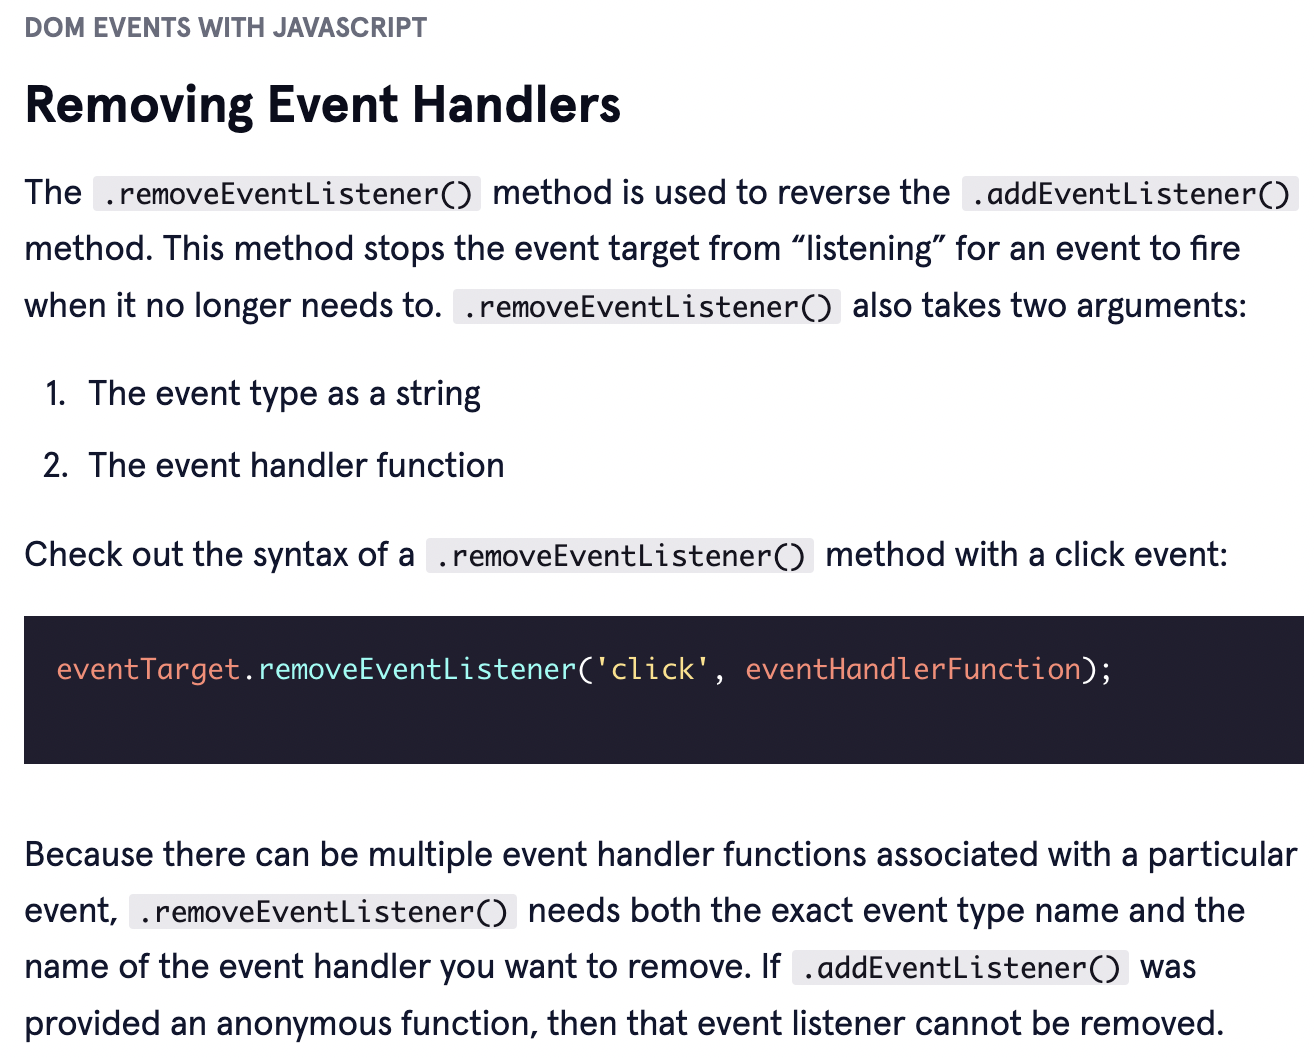 DOM EVENTS WITH JAVASCRIPT
Removing Event Handlers
The .removeEventListener() method is used to reverse the .addEventListener()
method. This method stops the event target from “listening” for an event to fire
when it no longer needs to. .removeEventListener() also takes two arguments:
1. The event type as a string
2. The event handler function
Check out the syntax of a .removeEventListener() method with a click event:
eventTarget.removeEventListener('click', eventHandlerFunction);
Because there can be multiple event handler functions associated with a particular
event, .removeEventListener() needs both the exact event type name and the
name of the event handler you want to remove. If .addEventListener() was
provided an anonymous function, then that event listener cannot be removed.